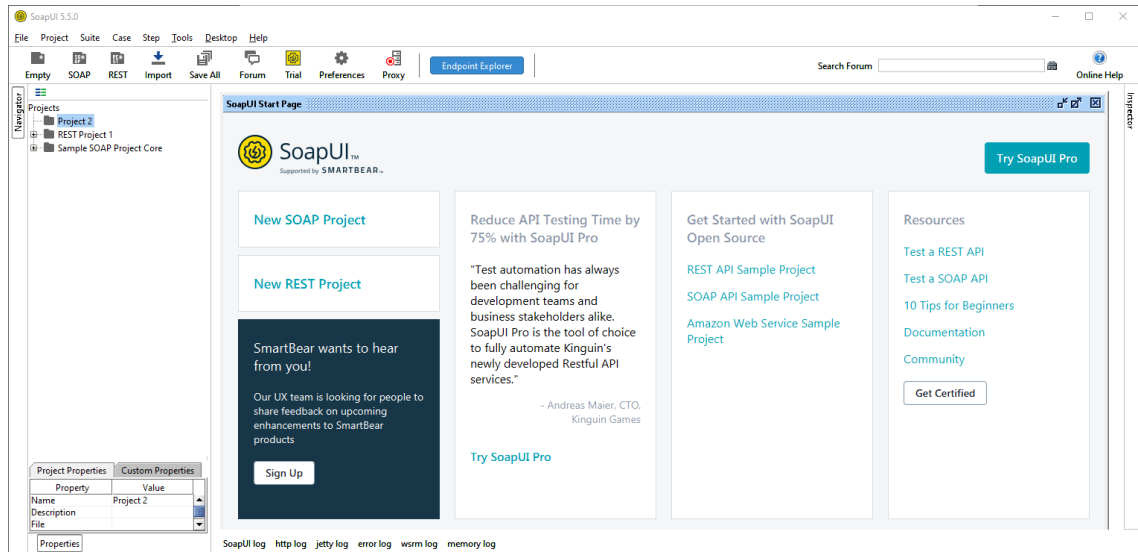 SoapUI 5.5.0
File Project Suite Case Step Tools Desktop Help
Empty SOAP REST Import Save All Forum Trial Preferences Proxy Endpoint Explorer Search Forum Online Help
Navigator
Projects
Project 2
REST Project 1
Sample SOAP Project Core
Project Properties Custom Properties
Property Value
Name Project 2
Description
File
Properties
SoapUI Start Page
SoapUI™
Supported by SMARTBEAR™
Try SoapUI Pro
New SOAP Project
New REST Project
SmartBear wants to hear
from you!
Our UX team is looking for people to
share feedback on upcoming
enhancements to SmartBear
products
Sign Up
Reduce API Testing Time by
75% with SoapUI Pro
"Test automation has always
been challenging for
development teams and
business stakeholders alike.
SoapUI Pro is the tool of choice
to fully automate Kinguin's
newly developed Restful API
services."
- Andreas Maier, CTO,
Kinguin Games
Try SoapUI Pro
Get Started with SoapUI
Open Source
REST API Sample Project
SOAP API Sample Project
Amazon Web Service Sample
Project
Resources
Test a REST API
Test a SOAP API
10 Tips for Beginners
Documentation
Community
Get Certified
Inspector
SoapUI log http log jetty log error log wsrm log memory log